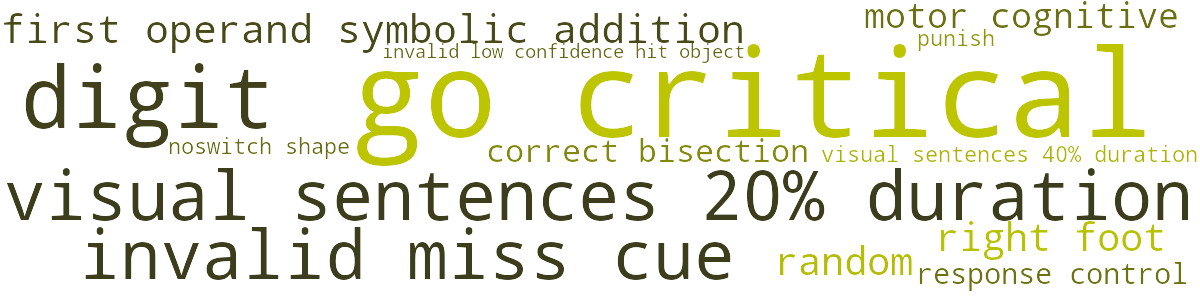 first operand symbolic addition
motor cognitive
punish
invalid low confidence hit object
digit
go critical
noswitch shape
correct bisection
visual sentences 40% duration
visual sentences 20% duration
invalid miss cue
right foot
random
response control